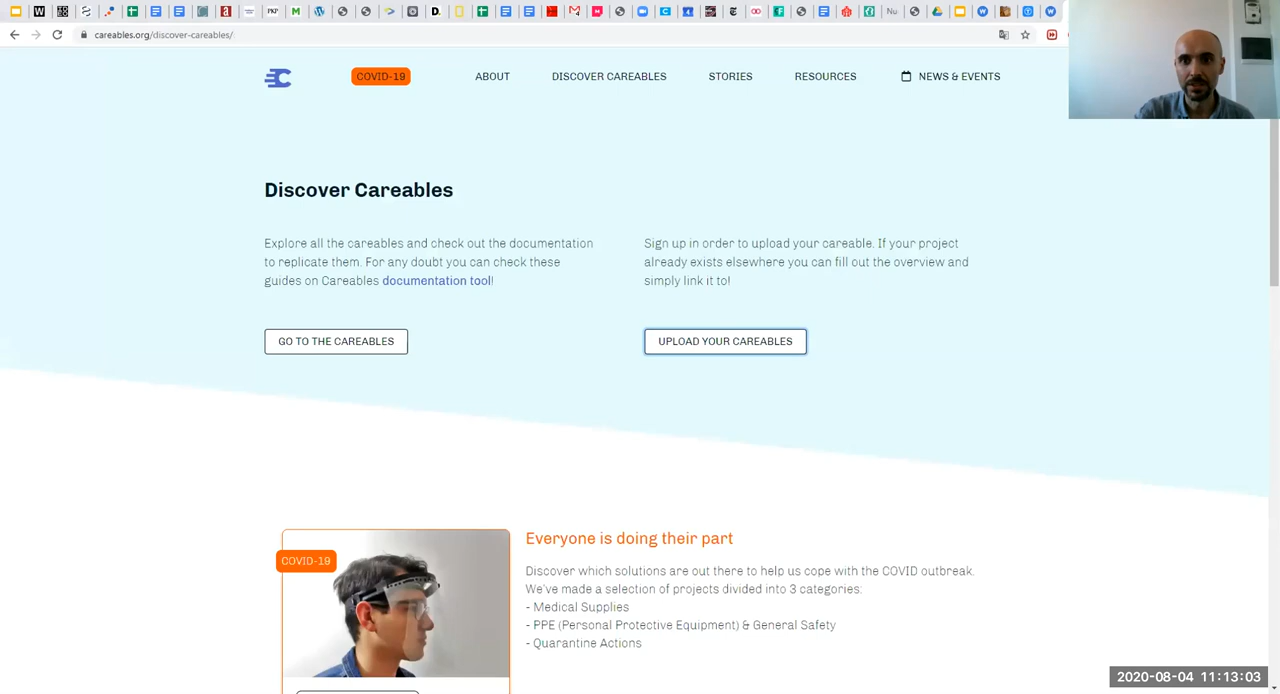 careables.org/discover-careables/
COVID-19
ABOUT
DISCOVER CAREABLES
STORIES
RESOURCES
NEWS & EVENTS
Discover Careables
Explore all the careables and check out the documentation
to replicate them. For any doubt you can check these
guides on Careables documentation tool!
GO TO THE CAREABLES
Sign up in order to upload your careable. If your project
already exists elsewhere you can fill out the overview and
simply link it to!
UPLOAD YOUR CAREABLES
COVID-19
Everyone is doing their part
Discover which solutions are out there to help us cope with the COVID outbreak.
We've made a selection of projects divided into 3 categories:
- Medical Supplies
- PPE (Personal Protective Equipment) & General Safety
- Quarantine Actions
2020-08-04 11:13:03